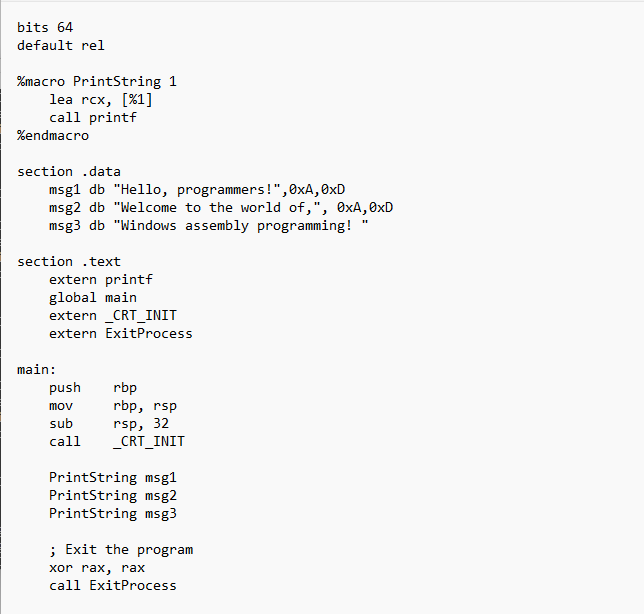 bits 64
default rel
%macro PrintString 1
lea rcx, [%1]
call printf
%endmacro
section .data
msg1 db "Hello, programmers!",0xA,0xD
msg2 db "Welcome to the world of,", 0xA,0xD
msg3 db "Windows assembly programming! "
section .text
extern printf
global main
extern _CRT_INIT
extern ExitProcess
main:
push    rbp
mov     rbp, rsp
sub     rsp, 32
call    _CRT_INIT
PrintString msg1
PrintString msg2
PrintString msg3
; Exit the program
xor rax, rax
call ExitProcess